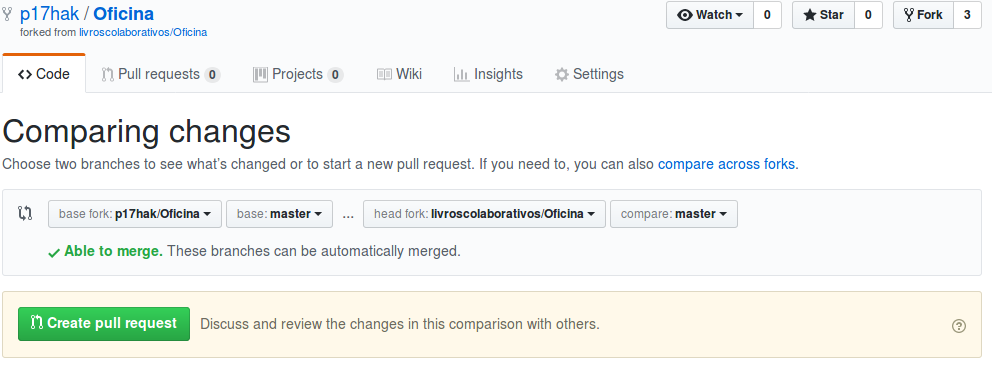 p17hak / Oficina Watch 0 Star 0 Fork 3
forked from livroscolaborativos/Oficina
Code Pull requests 0 Projects 0 Wiki Insights Settings
Comparing changes
Choose two branches to see what's changed or to start a new pull request. If you need to, you can also compare across forks.
base fork: p17hak/Oficina base: master ... head fork: livroscolaborativos/Oficina compare: master
Able to merge. These branches can be automatically merged.
Create pull request Discuss and review the changes in this comparison with others. ?